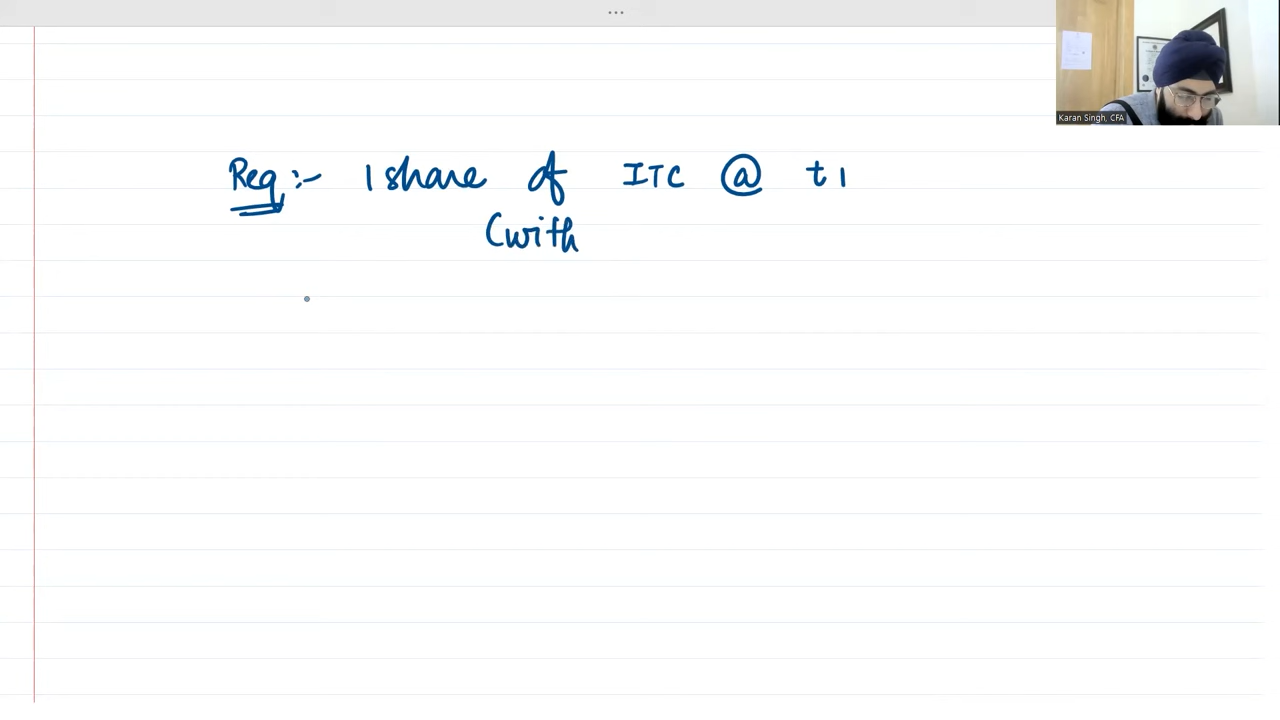 Karan Singh, CFA
Req :- 1 share of ITC @ t1
(with